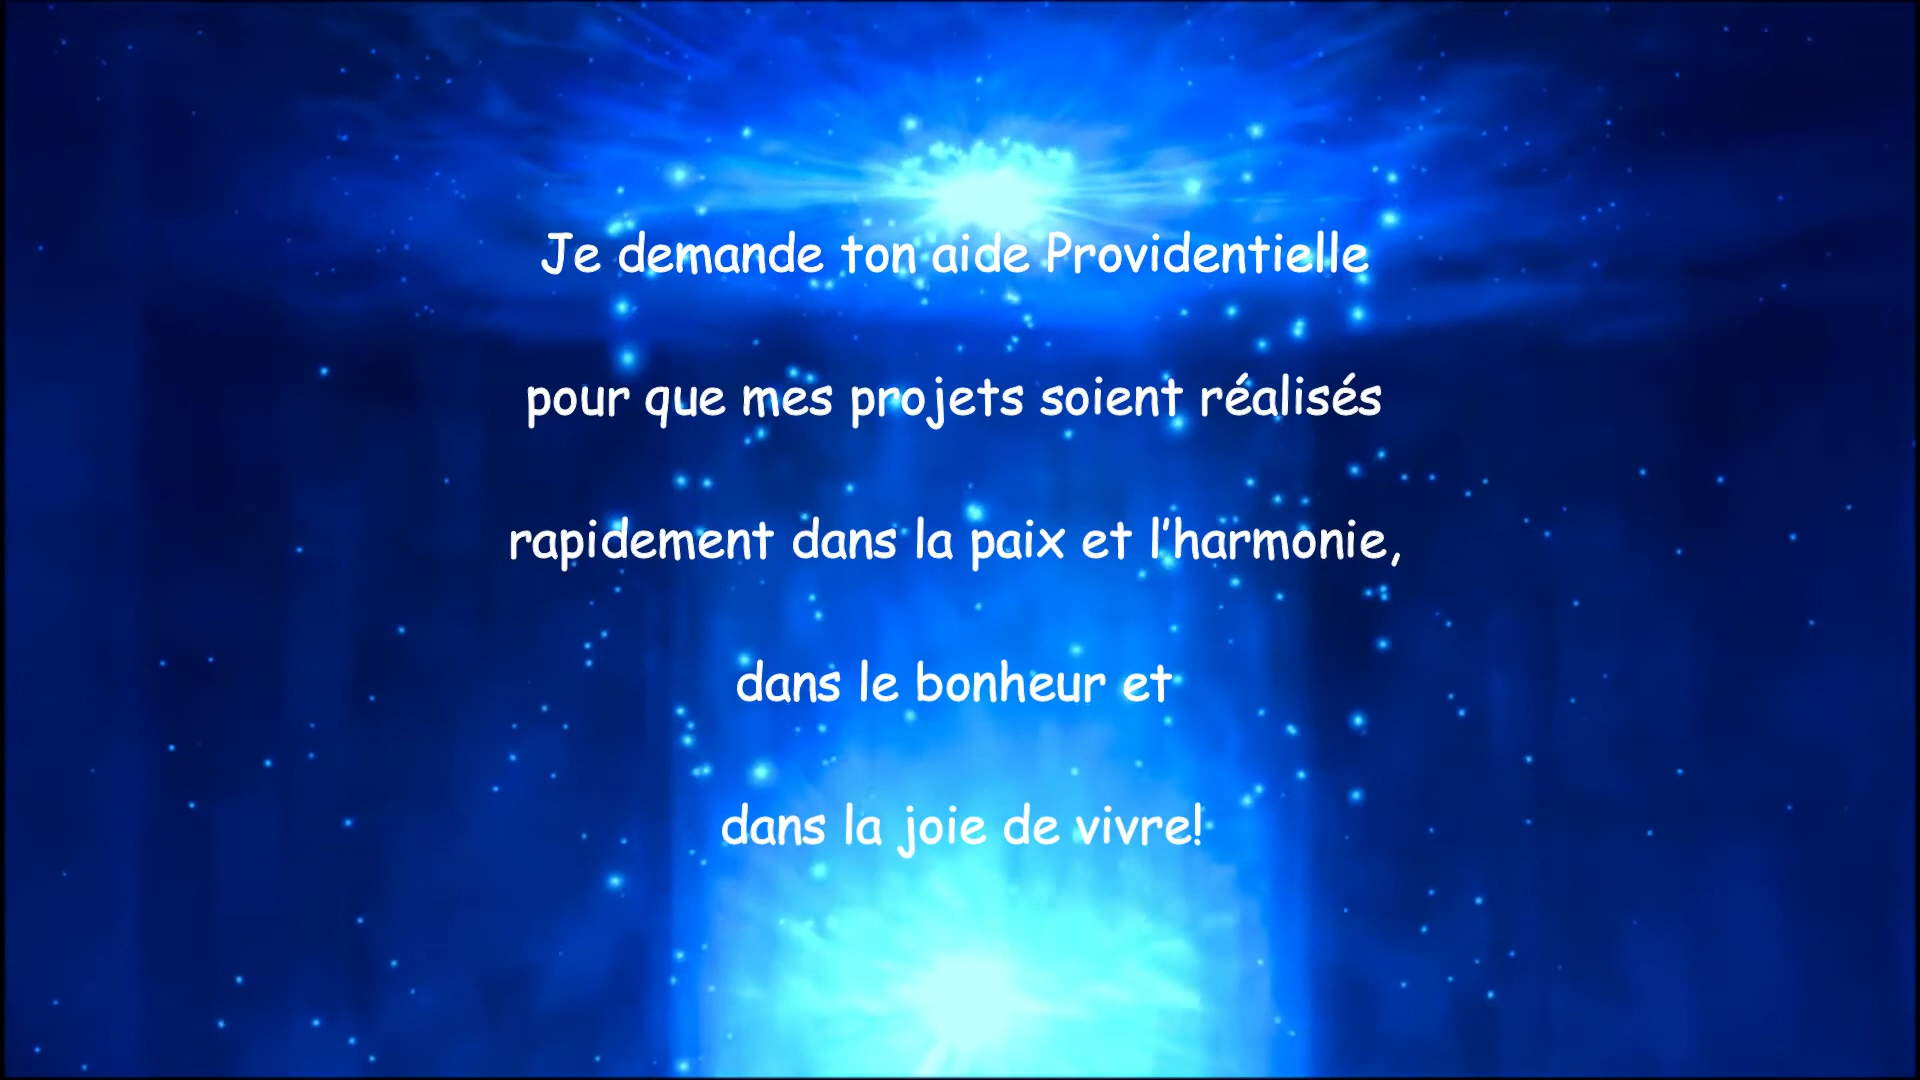 Je demande ton aide Providentielle
pour que mes projets soient réalisés
rapidement dans la paix et l'harmonie,
dans le bonheur et
dans la joie de vivre!